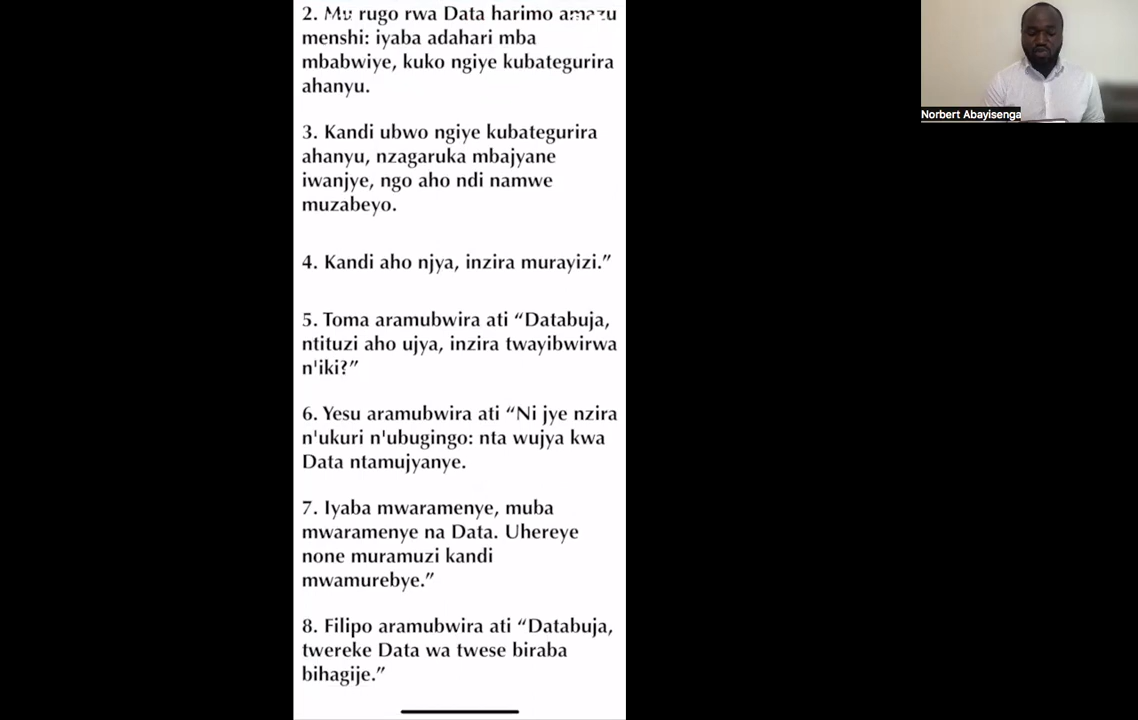 2. Mu rugo rwa Data harimo amazu
menshi: iyaba adahari mba
mbabwiye, kuko ngiye kubategurira
ahanyu.
3. Kandi ubwo ngiye kubategurira
ahanyu, nzagaruka mbajyane
iwanjye, ngo aho ndi namwe
muzabeyo.
4. Kandi aho njya, inzira murayizi.”
5. Toma aramubwira ati “Databuja,
ntituzi aho ujya, inzira twayibwirwa
n'iki?”
6. Yesu aramubwira ati “Ni jye nzira
n'ukuri n'ubugingo: nta wujya kwa
Data ntamujyanye.
7. Iyaba mwaramenye, muba
mwaramenye na Data. Uhereye
none muramuzi kandi
mwamurebye.”
8. Filipo aramubwira ati “Databuja,
twereke Data wa twese biraba
bihagije.”
Norbert Abayisenga